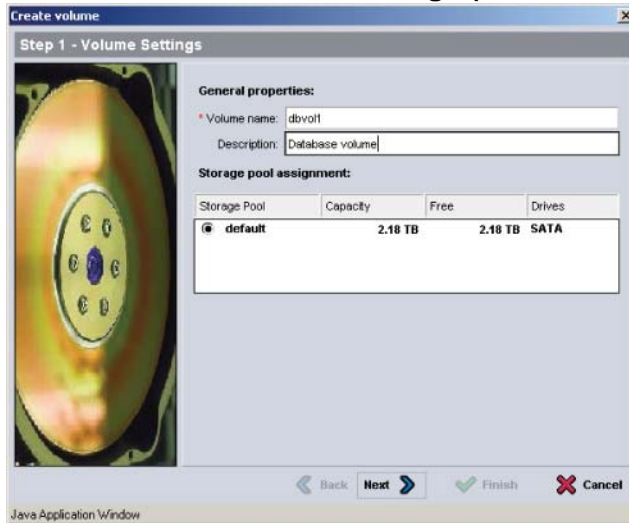 Create volume
Step 1 - Volume Settings
General properties:
* Volume name: dbvol1
Description: Database volume
Storage pool assignment:
Storage Pool Capacity Free Drives
default 2.18 TB 2.18 TB SATA
Back Next Finish Cancel
Java Application Window